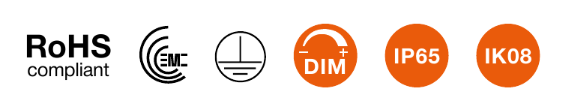 RoHS
compliant
EMC
- +
DIM
IP65
IK08